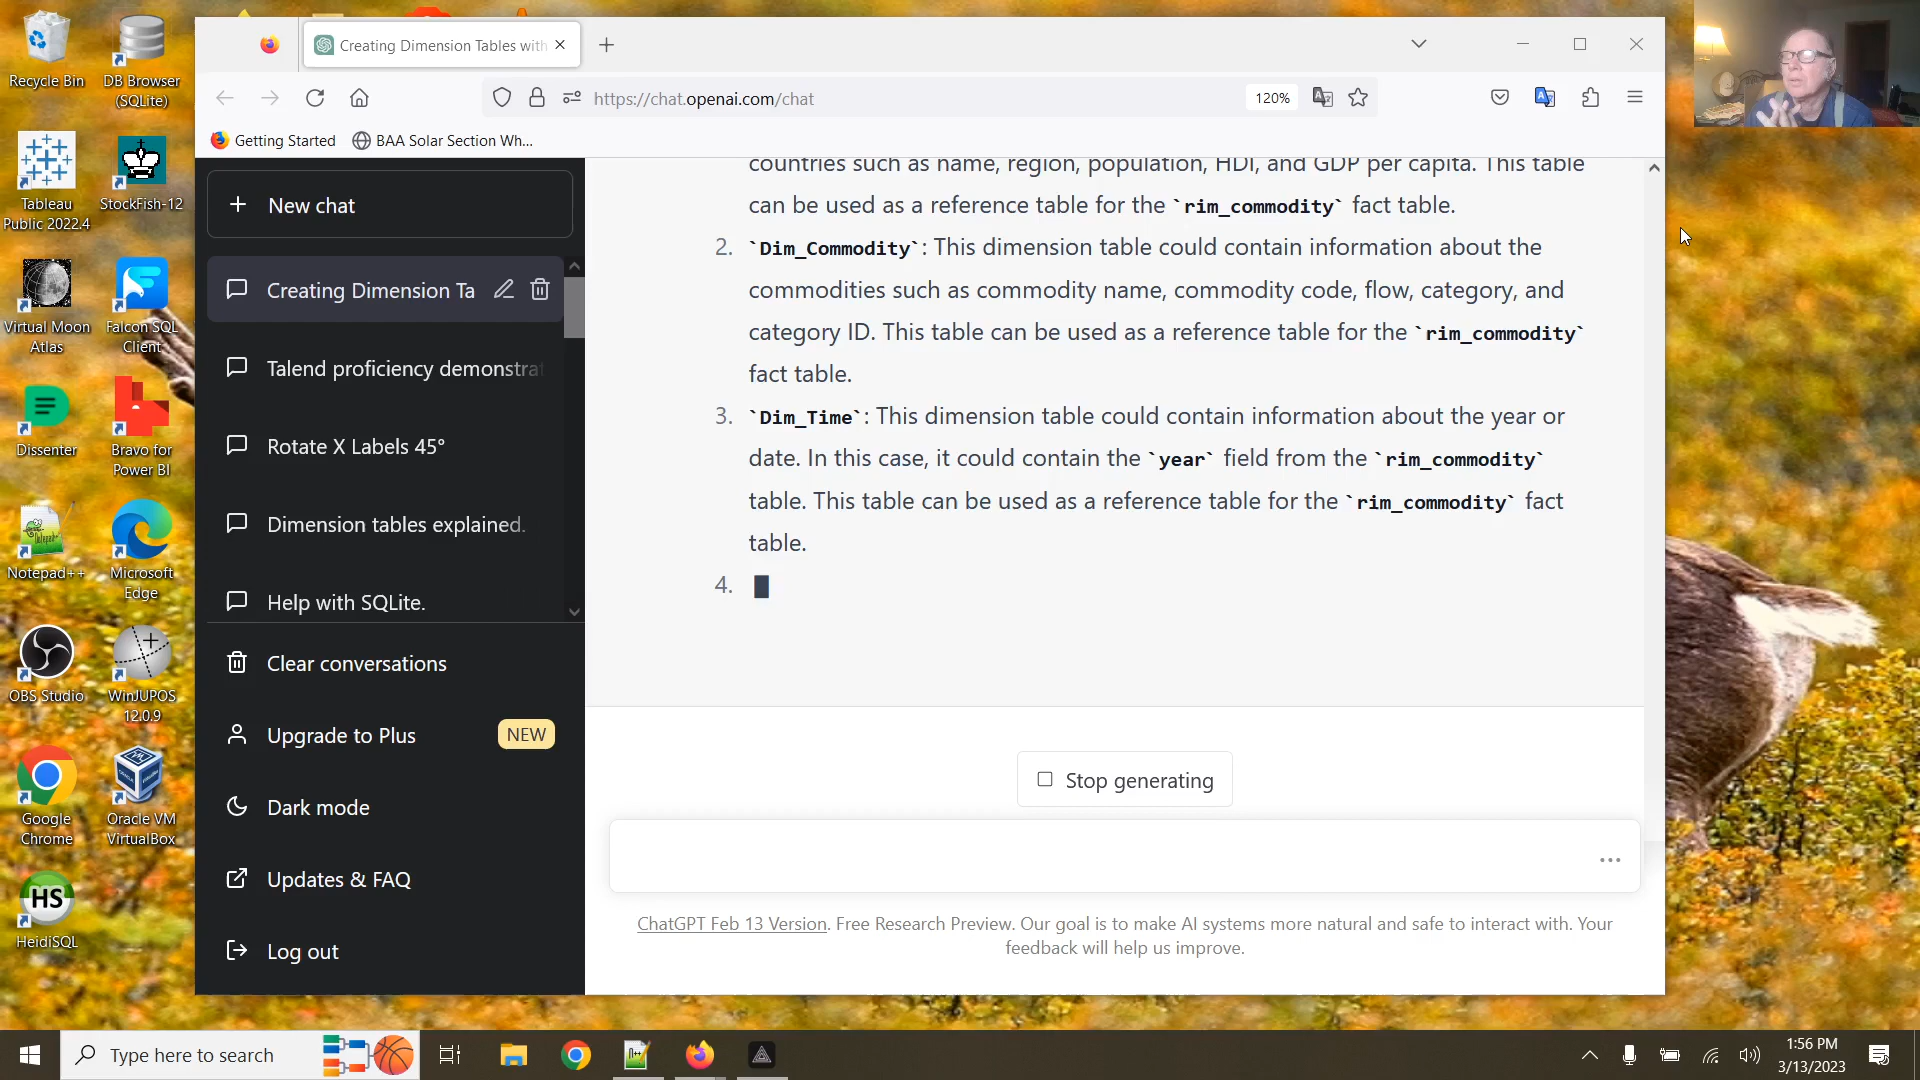 Recycle Bin
DB Browser
(SQLite)
Tableau
Public 2022.4
StockFish-12
Virtual Moon
Atlas
Falcon SQL
Client
Dissenter
Bravo for
Power BI
Notepad++
Microsoft
Edge
OBS Studio
WinJUPOS
12.0.9
Google
Chrome
Oracle VM
VirtualBox
HS
HeidiSQL
Creating Dimension Tables with
https://chat.openai.com/chat
120%
Getting Started
BAA Solar Section Wh...
New chat
Creating Dimension Ta
Talend proficiency demonstrat
Rotate X Labels 45°
Dimension tables explained.
Help with SQLite.
Clear conversations
Upgrade to Plus
NEW
Dark mode
Updates & FAQ
Log out
countries such as name, region, population, HDI, and GDP per capita. This table
can be used as a reference table for the `rim_commodity` fact table.
2. `Dim_Commodity`: This dimension table could contain information about the
commodities such as commodity name, commodity code, flow, category, and
category ID. This table can be used as a reference table for the `rim_commodity`
fact table.
3. `Dim_Time`: This dimension table could contain information about the year or
date. In this case, it could contain the `year` field from the `rim_commodity`
table. This table can be used as a reference table for the `rim_commodity` fact
table.
4.
Stop generating
ChatGPT Feb 13 Version. Free Research Preview. Our goal is to make AI systems more natural and safe to interact with. Your
feedback will help us improve.
Type here to search
1:56 PM
3/13/2023